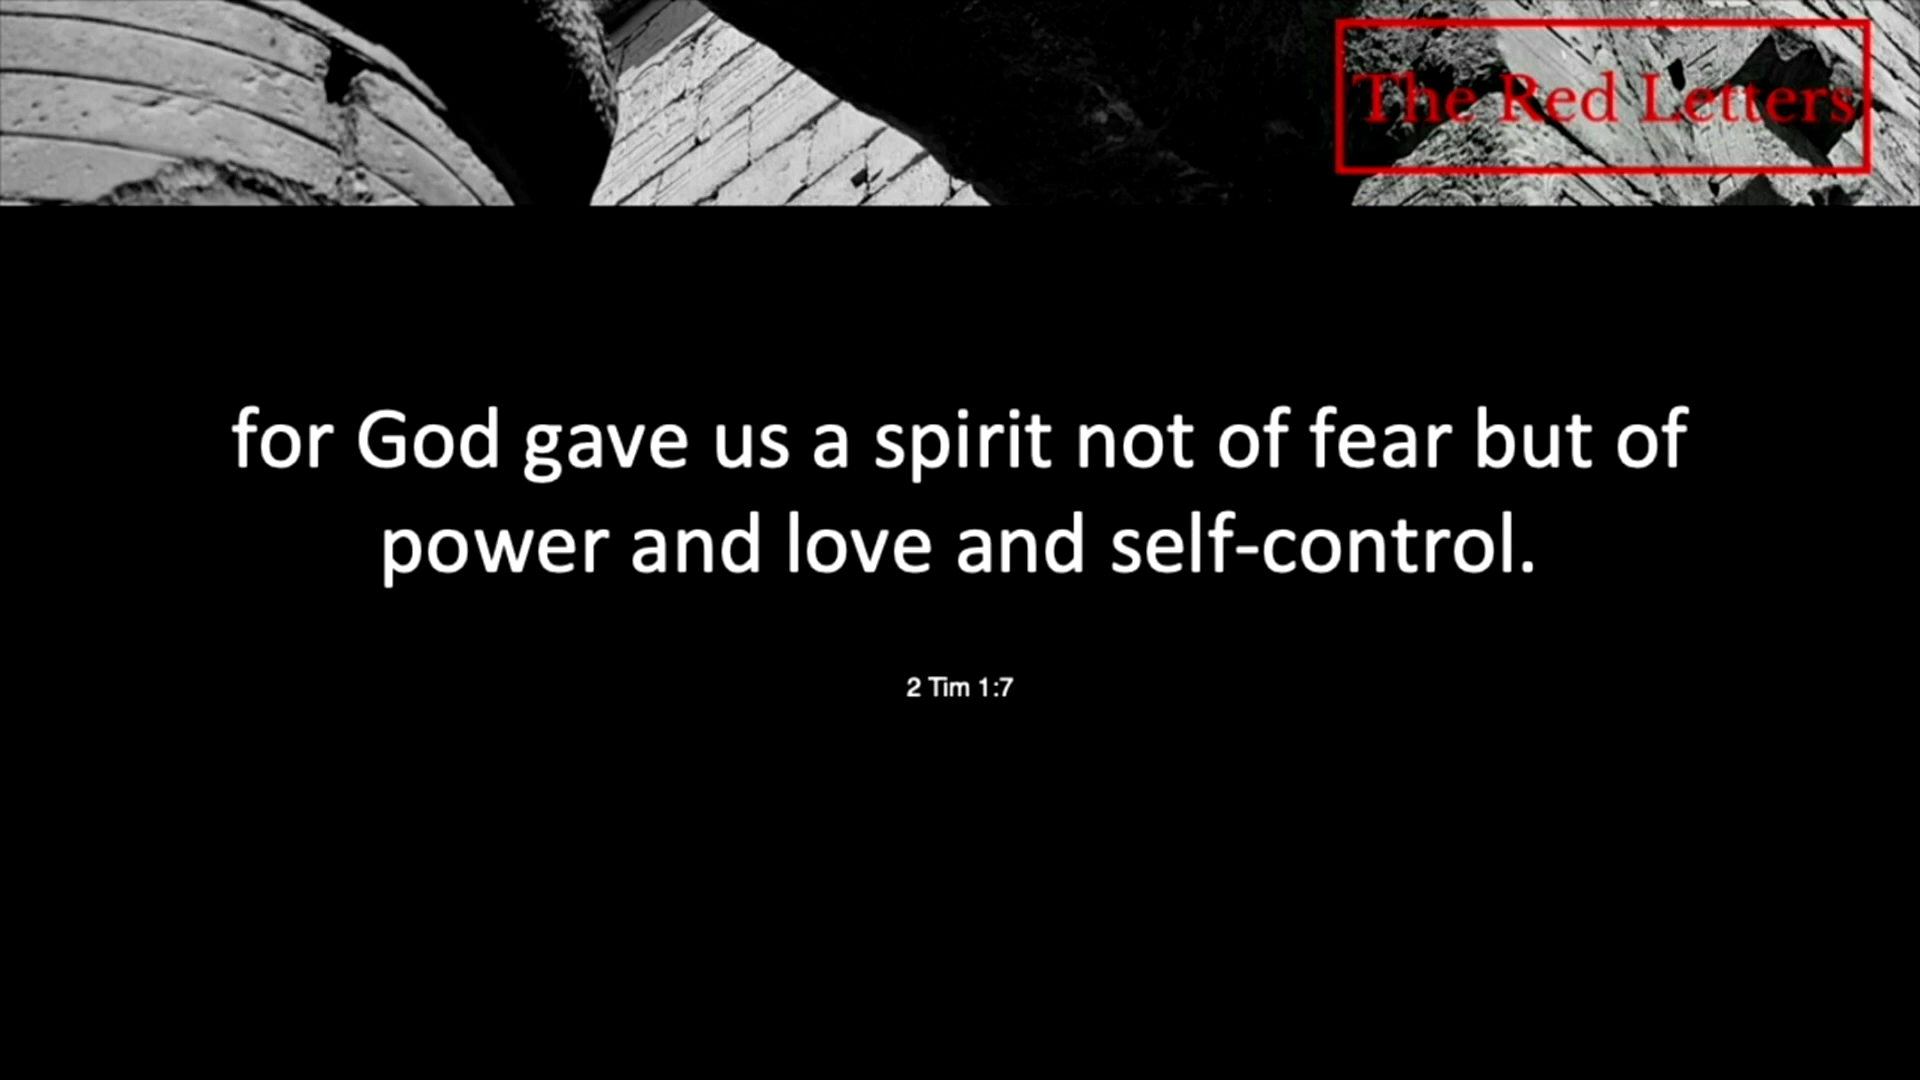 The Red Letters
for God gave us a spirit not of fear but of
power and love and self-control.
2 Tim 1:7